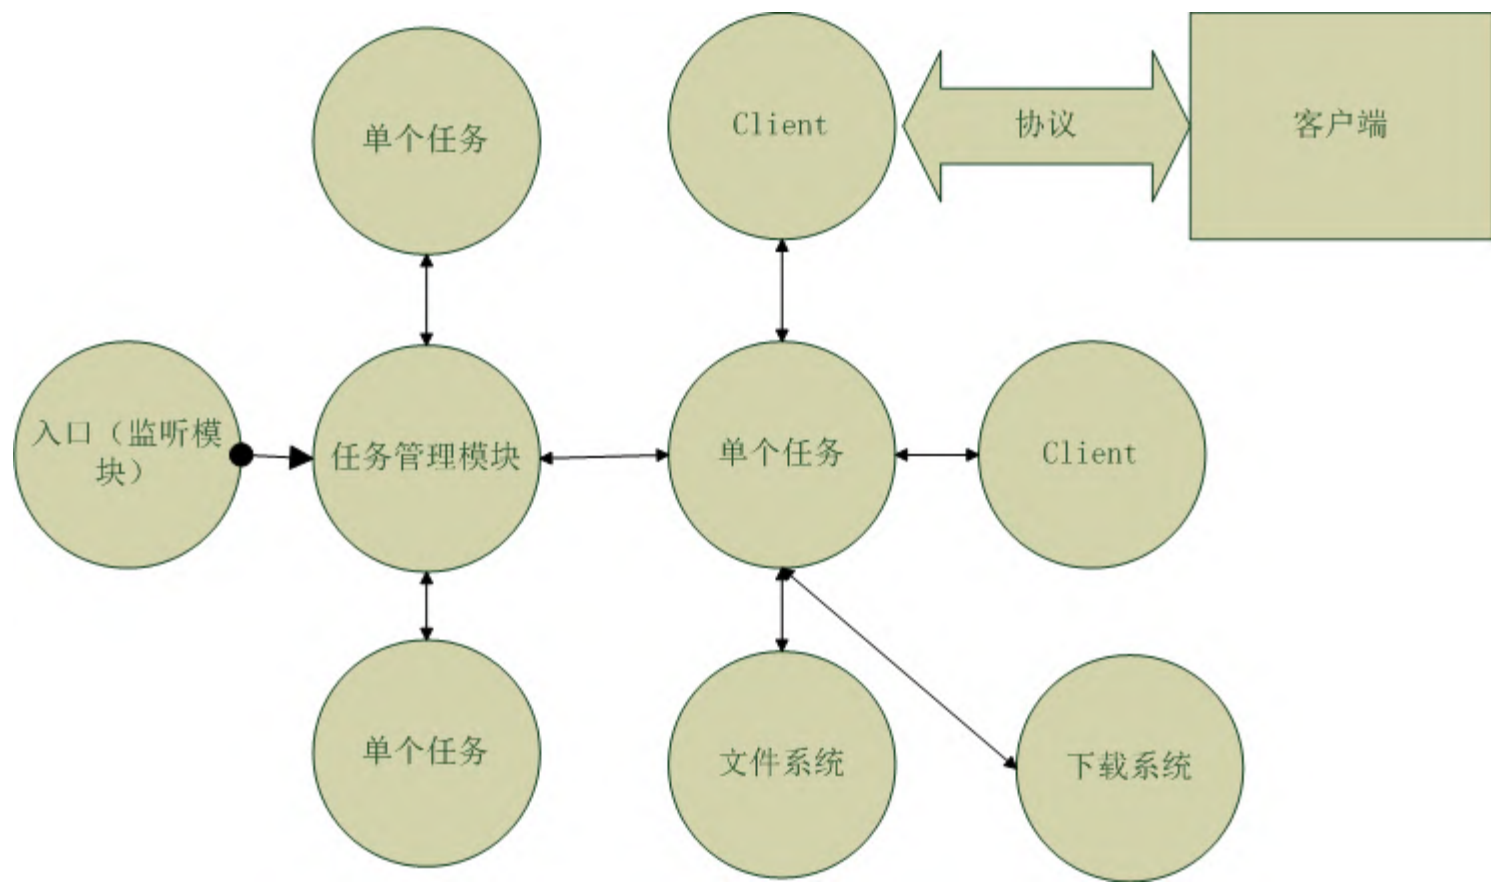 单个任务
Client
协议
客户端
入口（监听模
块）
任务管理模块
单个任务
Client
单个任务
文件系统
下载系统